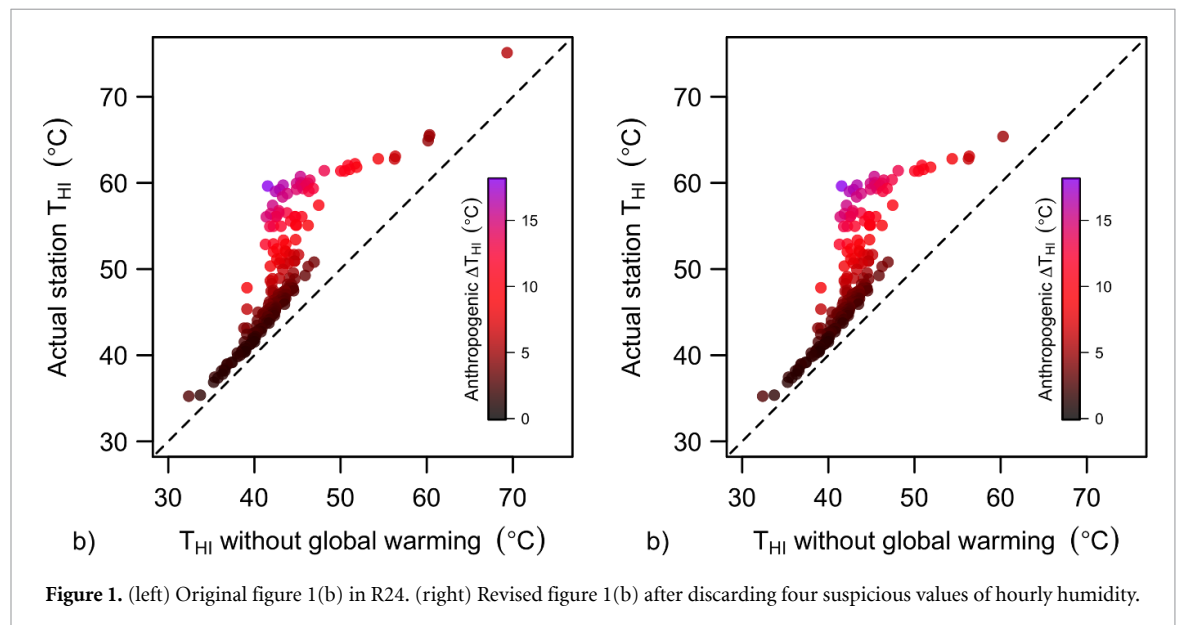 70
60
50
40
30
Actual station T_HI (°C)
30 40 50 60 70
b) T_HI without global warming (°C)
Anthropogenic ΔT_HI (°C)
15
10
5
0
70
60
50
40
30
Actual station T_HI (°C)
30 40 50 60 70
b) T_HI without global warming (°C)
Anthropogenic ΔT_HI (°C)
15
10
5
0
Figure 1. (left) Original figure 1(b) in R24. (right) Revised figure 1(b) after discarding four suspicious values of hourly humidity.